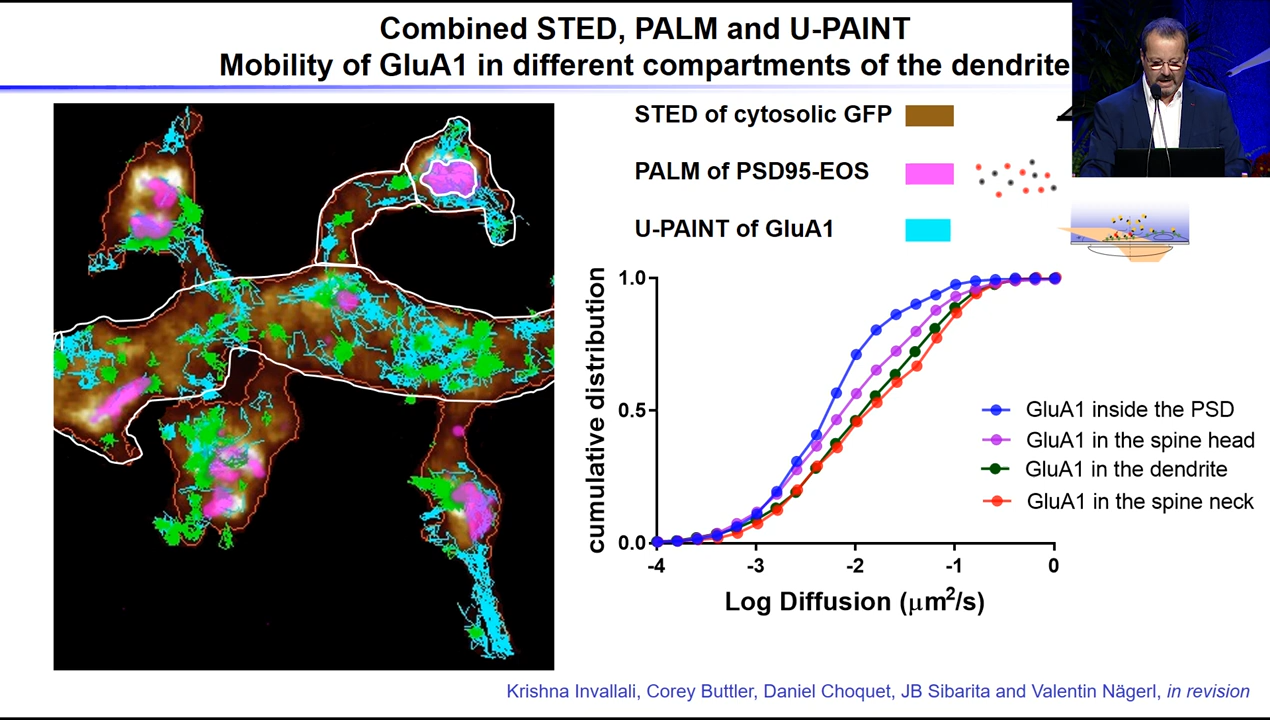 Combined STED, PALM and U-PAINT
Mobility of GluA1 in different compartments of the dendrite
STED of cytosolic GFP
PALM of PSD95-EOS
U-PAINT of GluA1
cumulative distribution
1.0
0.5
0.0
-4
-3
-2
-1
0
Log Diffusion (μm²/s)
GluA1 inside the PSD
GluA1 in the spine head
GluA1 in the dendrite
GluA1 in the spine neck
Krishna Invallali, Corey Buttler, Daniel Choquet, JB Sibarita and Valentin Nägerl, in revision